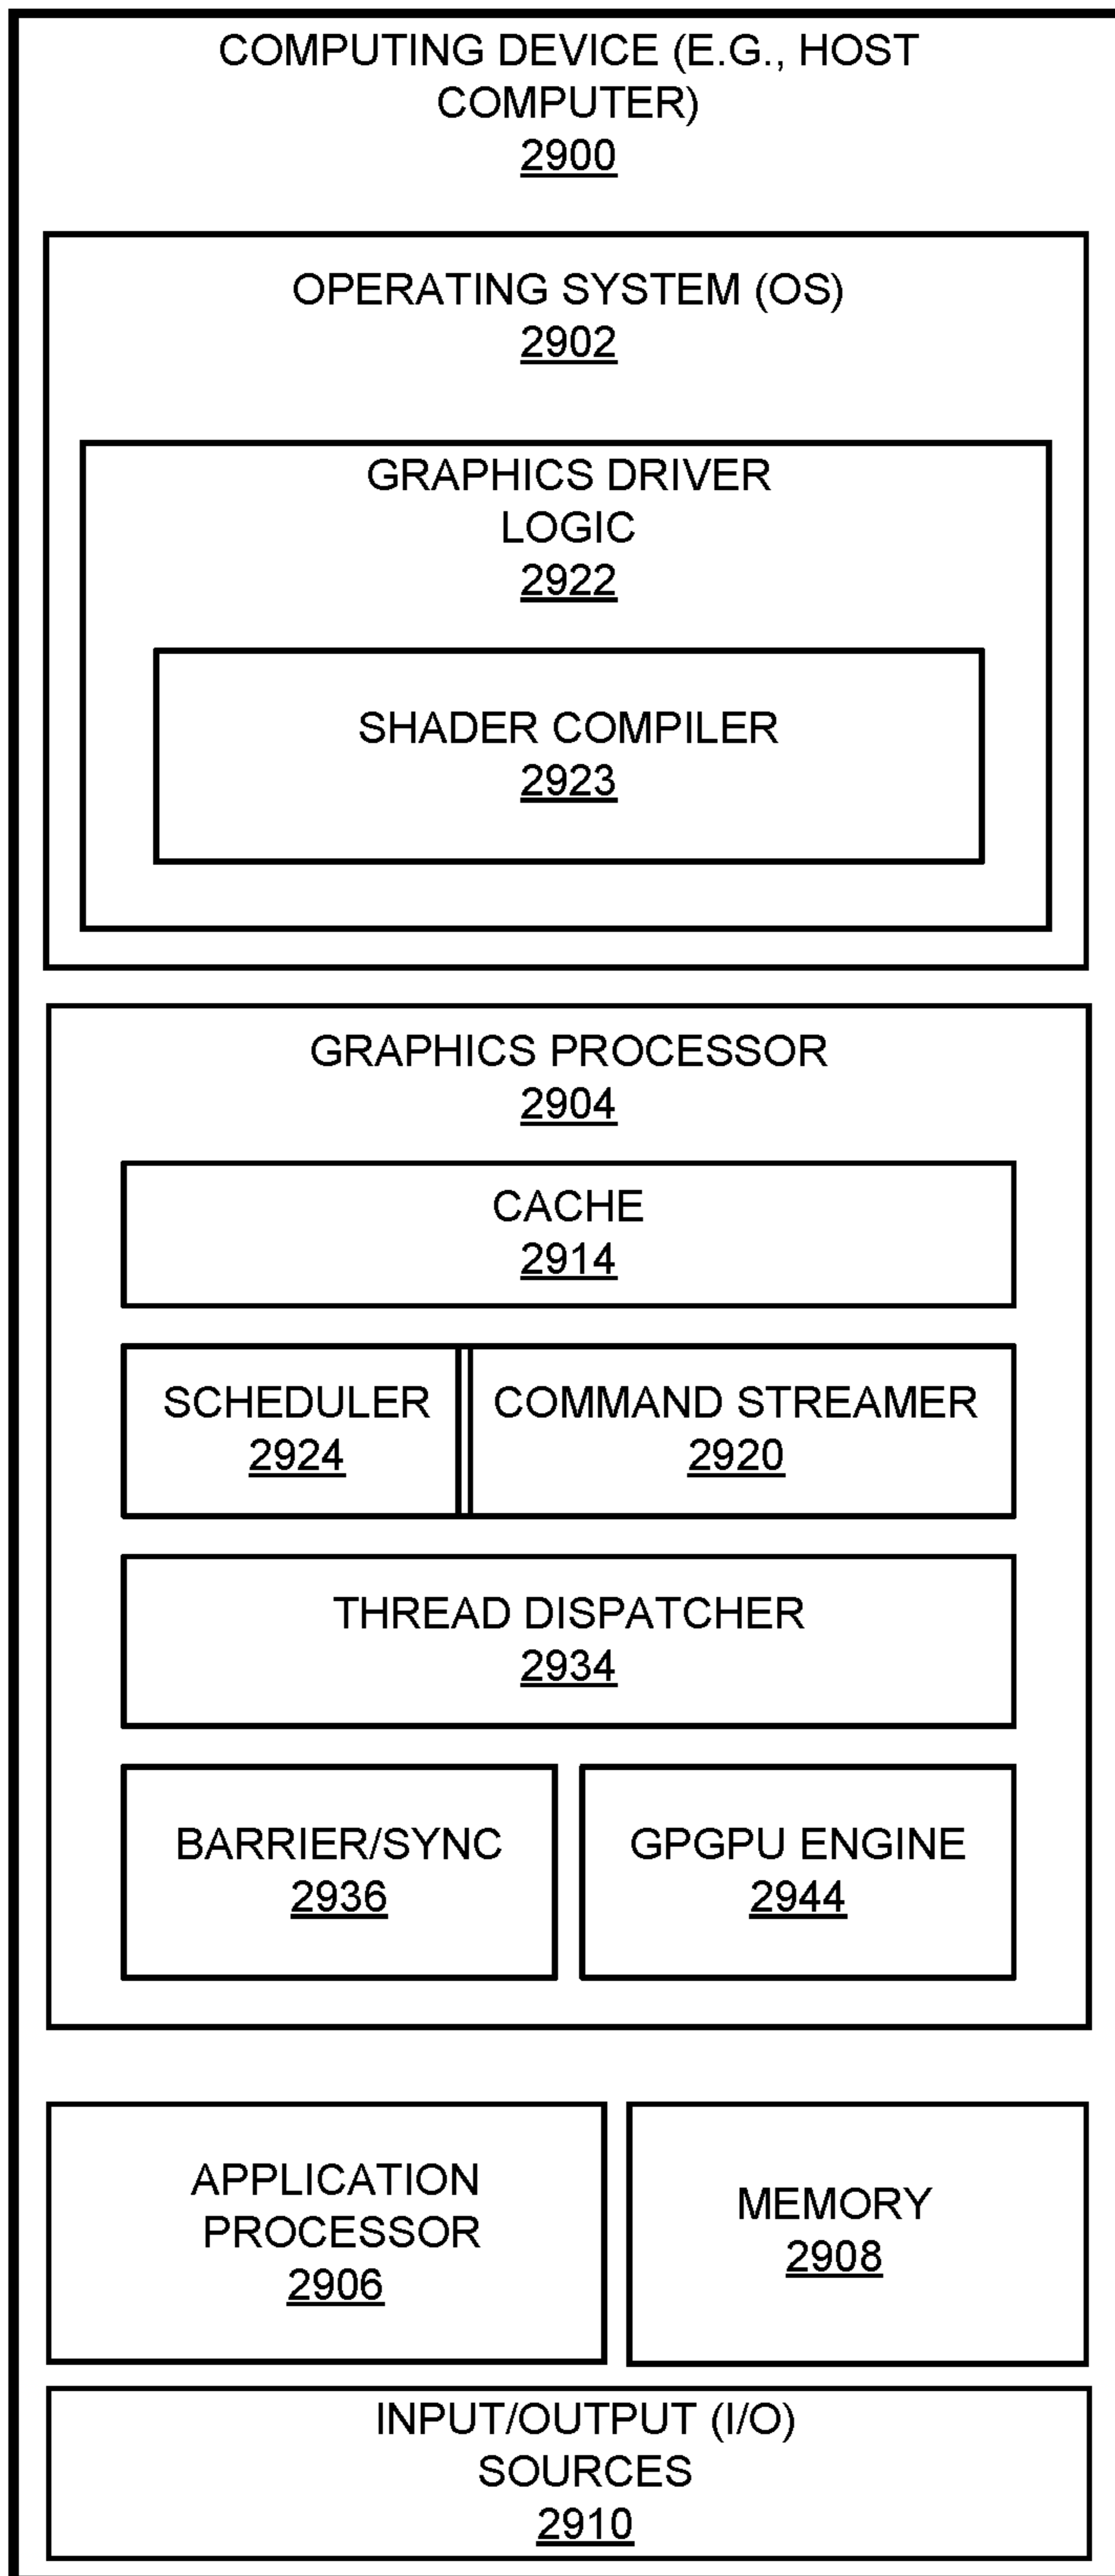 COMPUTING DEVICE (E.G., HOST
COMPUTER)
2900
OPERATING SYSTEM (OS)
2902
GRAPHICS DRIVER
LOGIC
2922
SHADER COMPILER
2923
GRAPHICS PROCESSOR
2904
CACHE
2914
SCHEDULER
2924
COMMAND STREAMER
2920
THREAD DISPATCHER
2934
BARRIER/SYNC
2936
GPGPU ENGINE
2944
APPLICATION
PROCESSOR
2906
MEMORY
2908
INPUT/OUTPUT (I/O)
SOURCES
2910